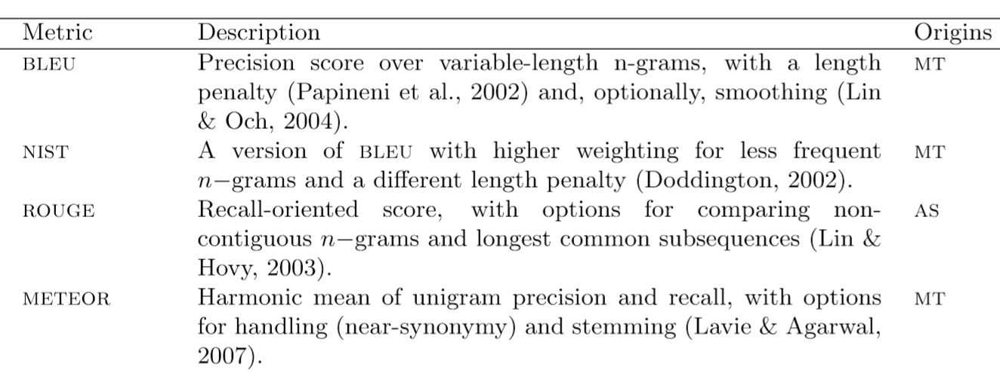 Metric Description Origins
BLEU Precision score over variable-length n-grams, with a length MT
penalty (Papineni et al., 2002) and, optionally, smoothing (Lin
& Och, 2004).
NIST A version of BLEU with higher weighting for less frequent MT
n−grams and a different length penalty (Doddington, 2002).
ROUGE Recall-oriented score, with options for comparing non- AS
contiguous n−grams and longest common subsequences (Lin &
Hovy, 2003).
METEOR Harmonic mean of unigram precision and recall, with options MT
for handling (near-synonymy) and stemming (Lavie & Agarwal,
2007).